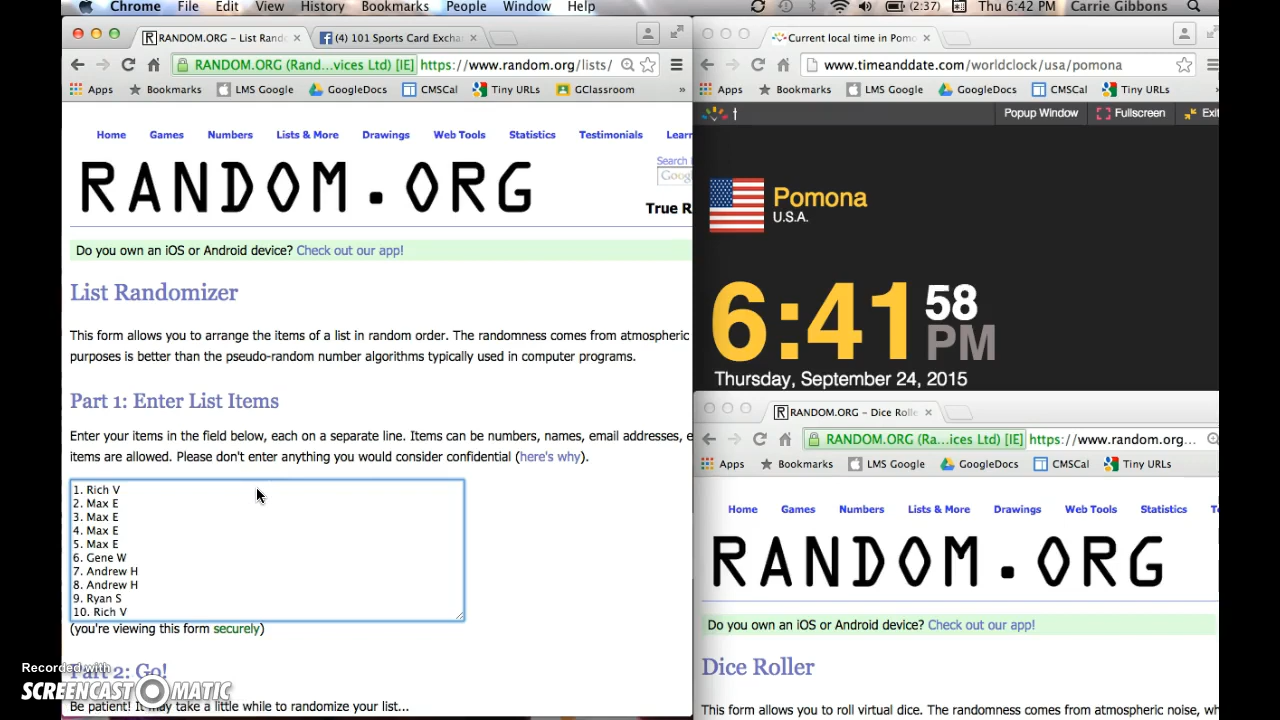 Chrome File Edit View History Bookmarks People Window Help (2:37) Thu 6:42 PM Carrie Gibbons
RANDOM.ORG - List Rando
(4) 101 Sports Card Excha
RANDOM.ORG (Rand...vices Ltd) [IE] https://www.random.org/lists/
Apps Bookmarks LMS Google GoogleDocs CMSCal Tiny URLs GClassroom »
Home Games Numbers Lists & More Drawings Web Tools Statistics Testimonials Learn
RANDOM.ORG
Search
Goog
True R
Do you own an iOS or Android device? Check out our app!
List Randomizer
This form allows you to arrange the items of a list in random order. The randomness comes from atmospheric
purposes is better than the pseudo-random number algorithms typically used in computer programs.
Part 1: Enter List Items
Enter your items in the field below, each on a separate line. Items can be numbers, names, email addresses, e
items are allowed. Please don't enter anything you would consider confidential (here's why).
1. Rich V
2. Max E
3. Max E
4. Max E
5. Max E
6. Gene W
7. Andrew H
8. Andrew H
9. Ryan S
10. Rich V
(you're viewing this form securely)
Part 2: Go!
Be patient! It may take a little while to randomize your list...
Recorded with
SCREENCAST-O-MATIC
Current local time in Pomo
www.timeanddate.com/worldclock/usa/pomona
Apps Bookmarks LMS Google GoogleDocs CMSCal Tiny URLs
t Popup Window Fullscreen Exit
Pomona
U.S.A.
6:41 58 PM
Thursday, September 24, 2015
RANDOM.ORG - Dice Rolle
RANDOM.ORG (Ra...ices Ltd) [IE] https://www.random.org...
Apps Bookmarks LMS Google GoogleDocs CMSCal Tiny URLs
Home Games Numbers Lists & More Drawings Web Tools Statistics T
RANDOM.ORG
Do you own an iOS or Android device? Check out our app!
Dice Roller
This form allows you to roll virtual dice. The randomness comes from atmospheric noise, wh